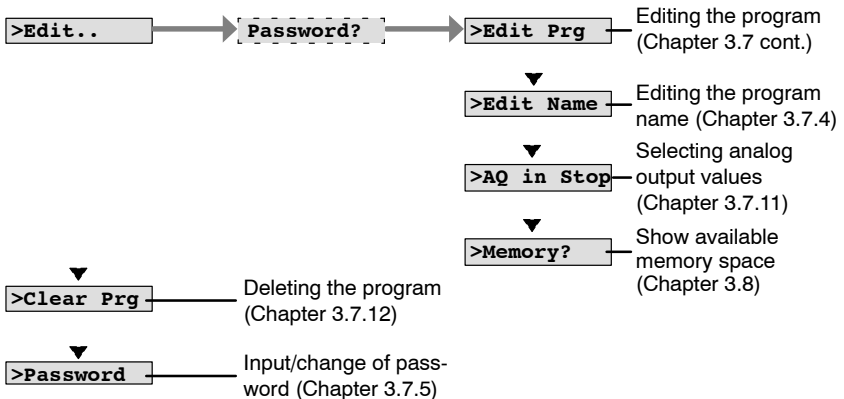 >Edit..
Password?
>Edit Prg
Editing the program
(Chapter 3.7 cont.)
>Edit Name
Editing the program
name (Chapter 3.7.4)
>AQ in Stop
Selecting analog
output values
(Chapter 3.7.11)
>Memory?
Show available
memory space
(Chapter 3.8)
>Clear Prg
Deleting the program
(Chapter 3.7.12)
>Password
Input/change of pass-
word (Chapter 3.7.5)